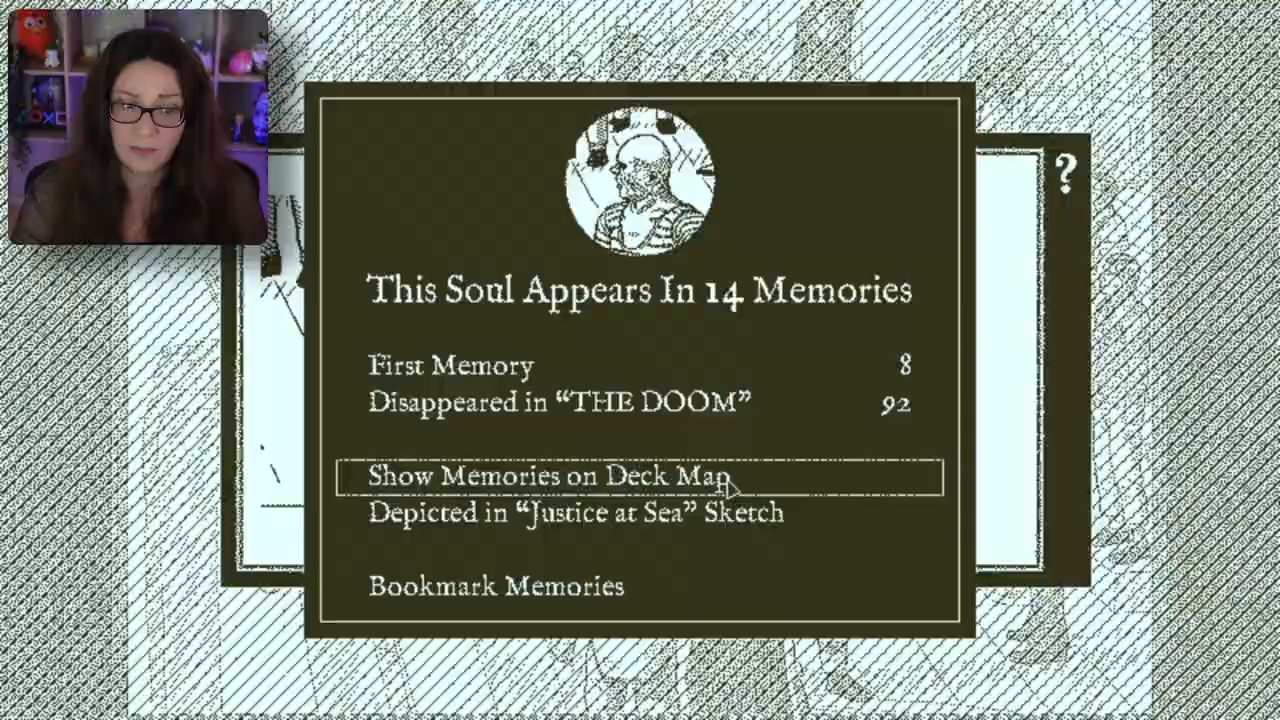 ?
This Soul Appears In 14 Memories
First Memory 8
Disappeared in “THE DOOM” 92
Show Memories on Deck Map
Depicted in “Justice at Sea” Sketch
Bookmark Memories